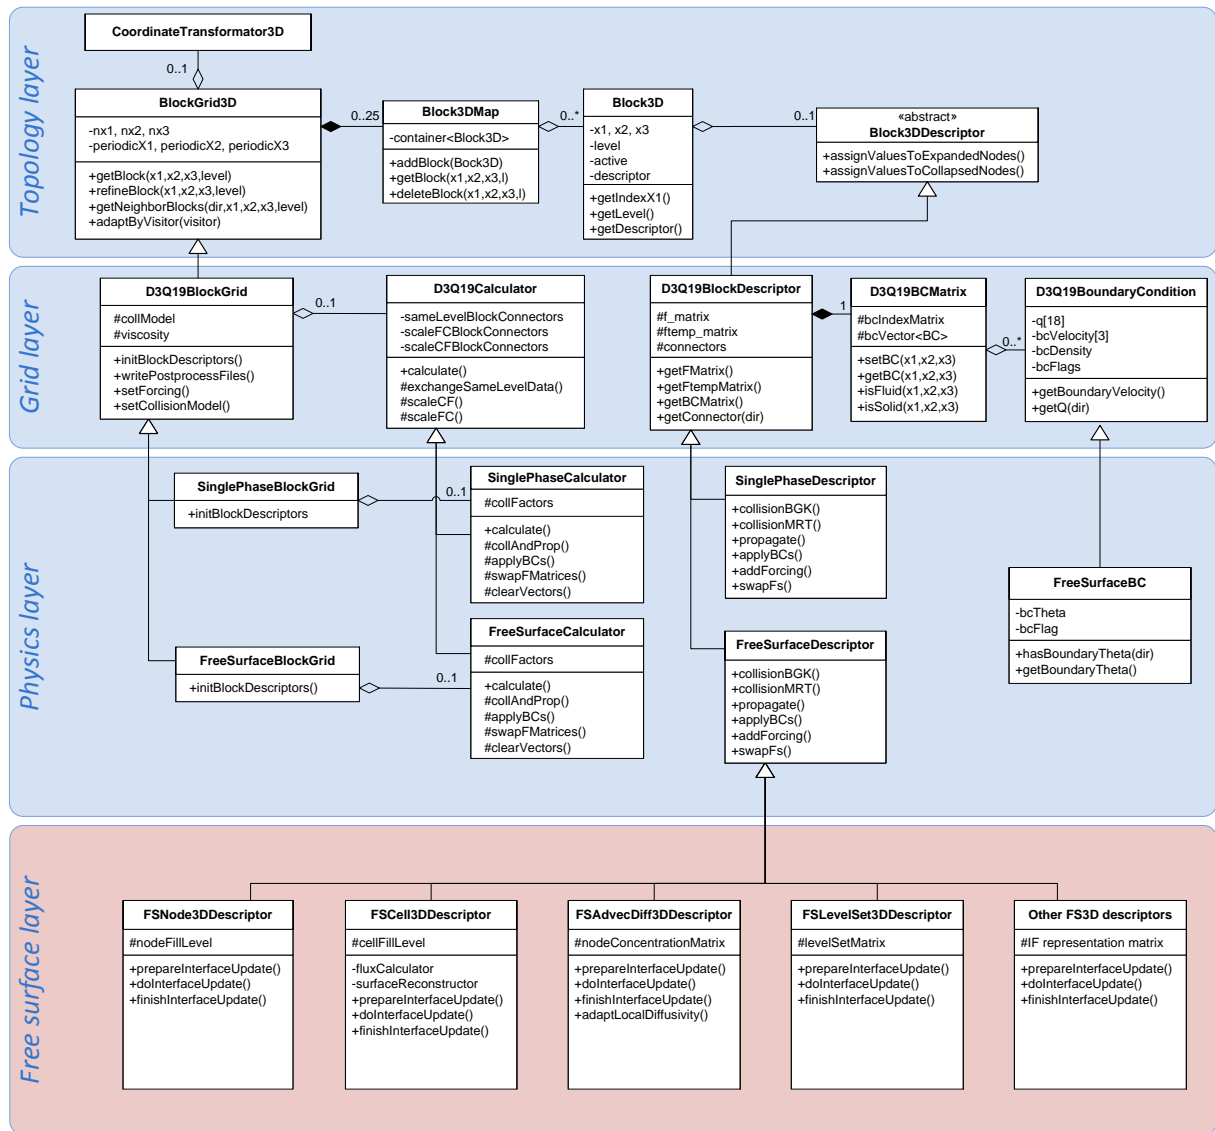 Topology layer
CoordinateTransformator3D
0..1
BlockGrid3D
-nx1, nx2, nx3
-periodicX1, periodicX2, periodicX3
+getBlock(x1,x2,x3,level)
+refineBlock(x1,x2,x3,level)
+getNeighborBlocks(dir,x1,x2,x3,level)
+adaptByVisitor(visitor)
0..25
Block3DMap
-container<Block3D>
+addBlock(Bock3D)
+getBlock(x1,x2,x3,l)
+deleteBlock(x1,x2,x3,l)
0..*
Block3D
-x1, x2, x3
-level
-active
-descriptor
+getIndexX1()
+getLevel()
+getDescriptor()
0..1
«abstract»
Block3DDescriptor
+assignValuesToExpandedNodes()
+assignValuesToCollapsedNodes()
Grid layer
D3Q19BlockGrid
#collModel
#viscosity
+initBlockDescriptors()
+writePostprocessFiles()
+setForcing()
+setCollisionModel()
0..1
D3Q19Calculator
-sameLevelBlockConnectors
-scaleFCBlockConnectors
-scaleCFBlockConnectors
+calculate()
#exchangeSameLevelData()
#scaleCF()
#scaleFC()
D3Q19BlockDescriptor
#f_matrix
#ftemp_matrix
#connectors
+getFMatrix()
+getFtempMatrix()
+getBCMatrix()
+getConnector(dir)
1
D3Q19BCMatrix
#bcIndexMatrix
#bcVector<BC>
+setBC(x1,x2,x3)
+getBC(x1,x2,x3)
+isFluid(x1,x2,x3)
+isSolid(x1,x2,x3)
0..*
D3Q19BoundaryCondition
-q[18]
-bcVelocity[3]
-bcDensity
-bcFlags
+getBoundaryVelocity()
+getQ(dir)
Physics layer
SinglePhaseBlockGrid
+initBlockDescriptors
0..1
SinglePhaseCalculator
#collFactors
+calculate()
#collAndProp()
#applyBCs()
#swapFMatrices()
#clearVectors()
SinglePhaseDescriptor
+collisionBGK()
+collisionMRT()
+propagate()
+applyBCs()
+addForcing()
+swapFs()
FreeSurfaceBC
-bcTheta
-bcFlag
+hasBoundaryTheta(dir)
+getBoundaryTheta()
FreeSurfaceBlockGrid
+initBlockDescriptors()
0..1
FreeSurfaceCalculator
#collFactors
+calculate()
#collAndProp()
#applyBCs()
#swapFMatrices()
#clearVectors()
FreeSurfaceDescriptor
+collisionBGK()
+collisionMRT()
+propagate()
+applyBCs()
+addForcing()
+swapFs()
Free surface layer
FSNode3DDescriptor
#nodeFillLevel
+prepareInterfaceUpdate()
+doInterfaceUpdate()
+finishInterfaceUpdate()
FSCell3DDescriptor
#cellFillLevel
-fluxCalculator
-surfaceReconstructor
+prepareInterfaceUpdate()
+doInterfaceUpdate()
+finishInterfaceUpdate()
FSAdvecDiff3DDescriptor
#nodeConcentrationMatrix
+prepareInterfaceUpdate()
+doInterfaceUpdate()
+finishInterfaceUpdate()
+adaptLocalDiffusivity()
FSLevelSet3DDescriptor
#levelSetMatrix
+prepareInterfaceUpdate()
+doInterfaceUpdate()
+finishInterfaceUpdate()
Other FS3D descriptors
#IF representation matrix
+prepareInterfaceUpdate()
+doInterfaceUpdate()
+finishInterfaceUpdate()